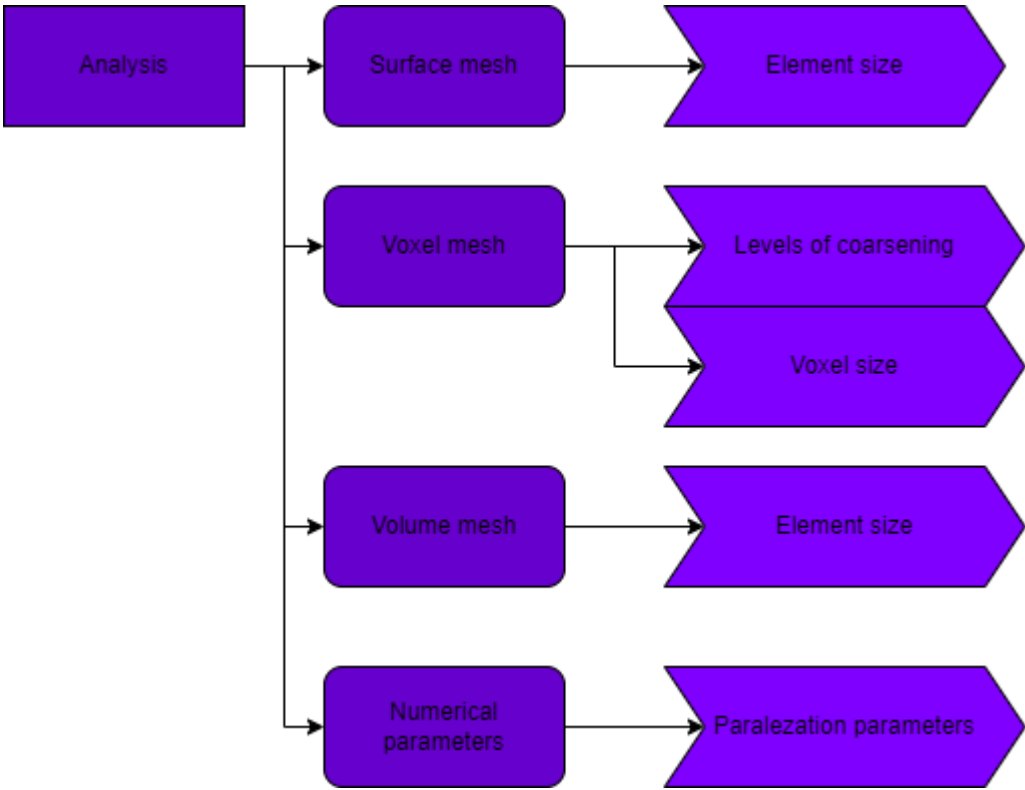 Analysis
Surface mesh
Element size
Voxel mesh
Levels of coarsening
Voxel size
Volume mesh
Element size
Numerical
parameters
Paralezation parameters